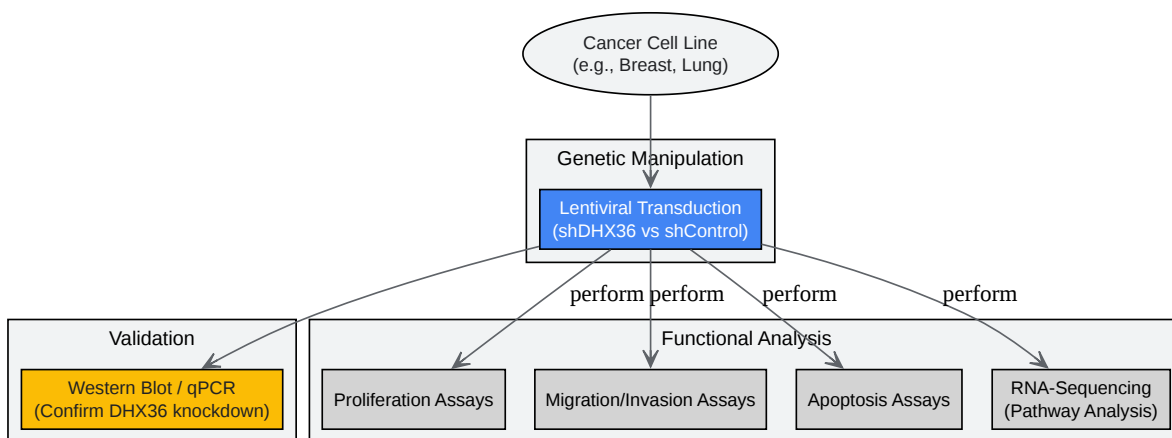 Cancer Cell Line
(e.g., Breast, Lung)
Genetic Manipulation
Lentiviral Transduction
(shDHX36 vs shControl)
perform
perform
perform
perform
Validation
Functional Analysis
Western Blot / qPCR
(Confirm DHX36 knockdown)
Proliferation Assays
Migration/Invasion Assays
Apoptosis Assays
RNA-Sequencing
(Pathway Analysis)